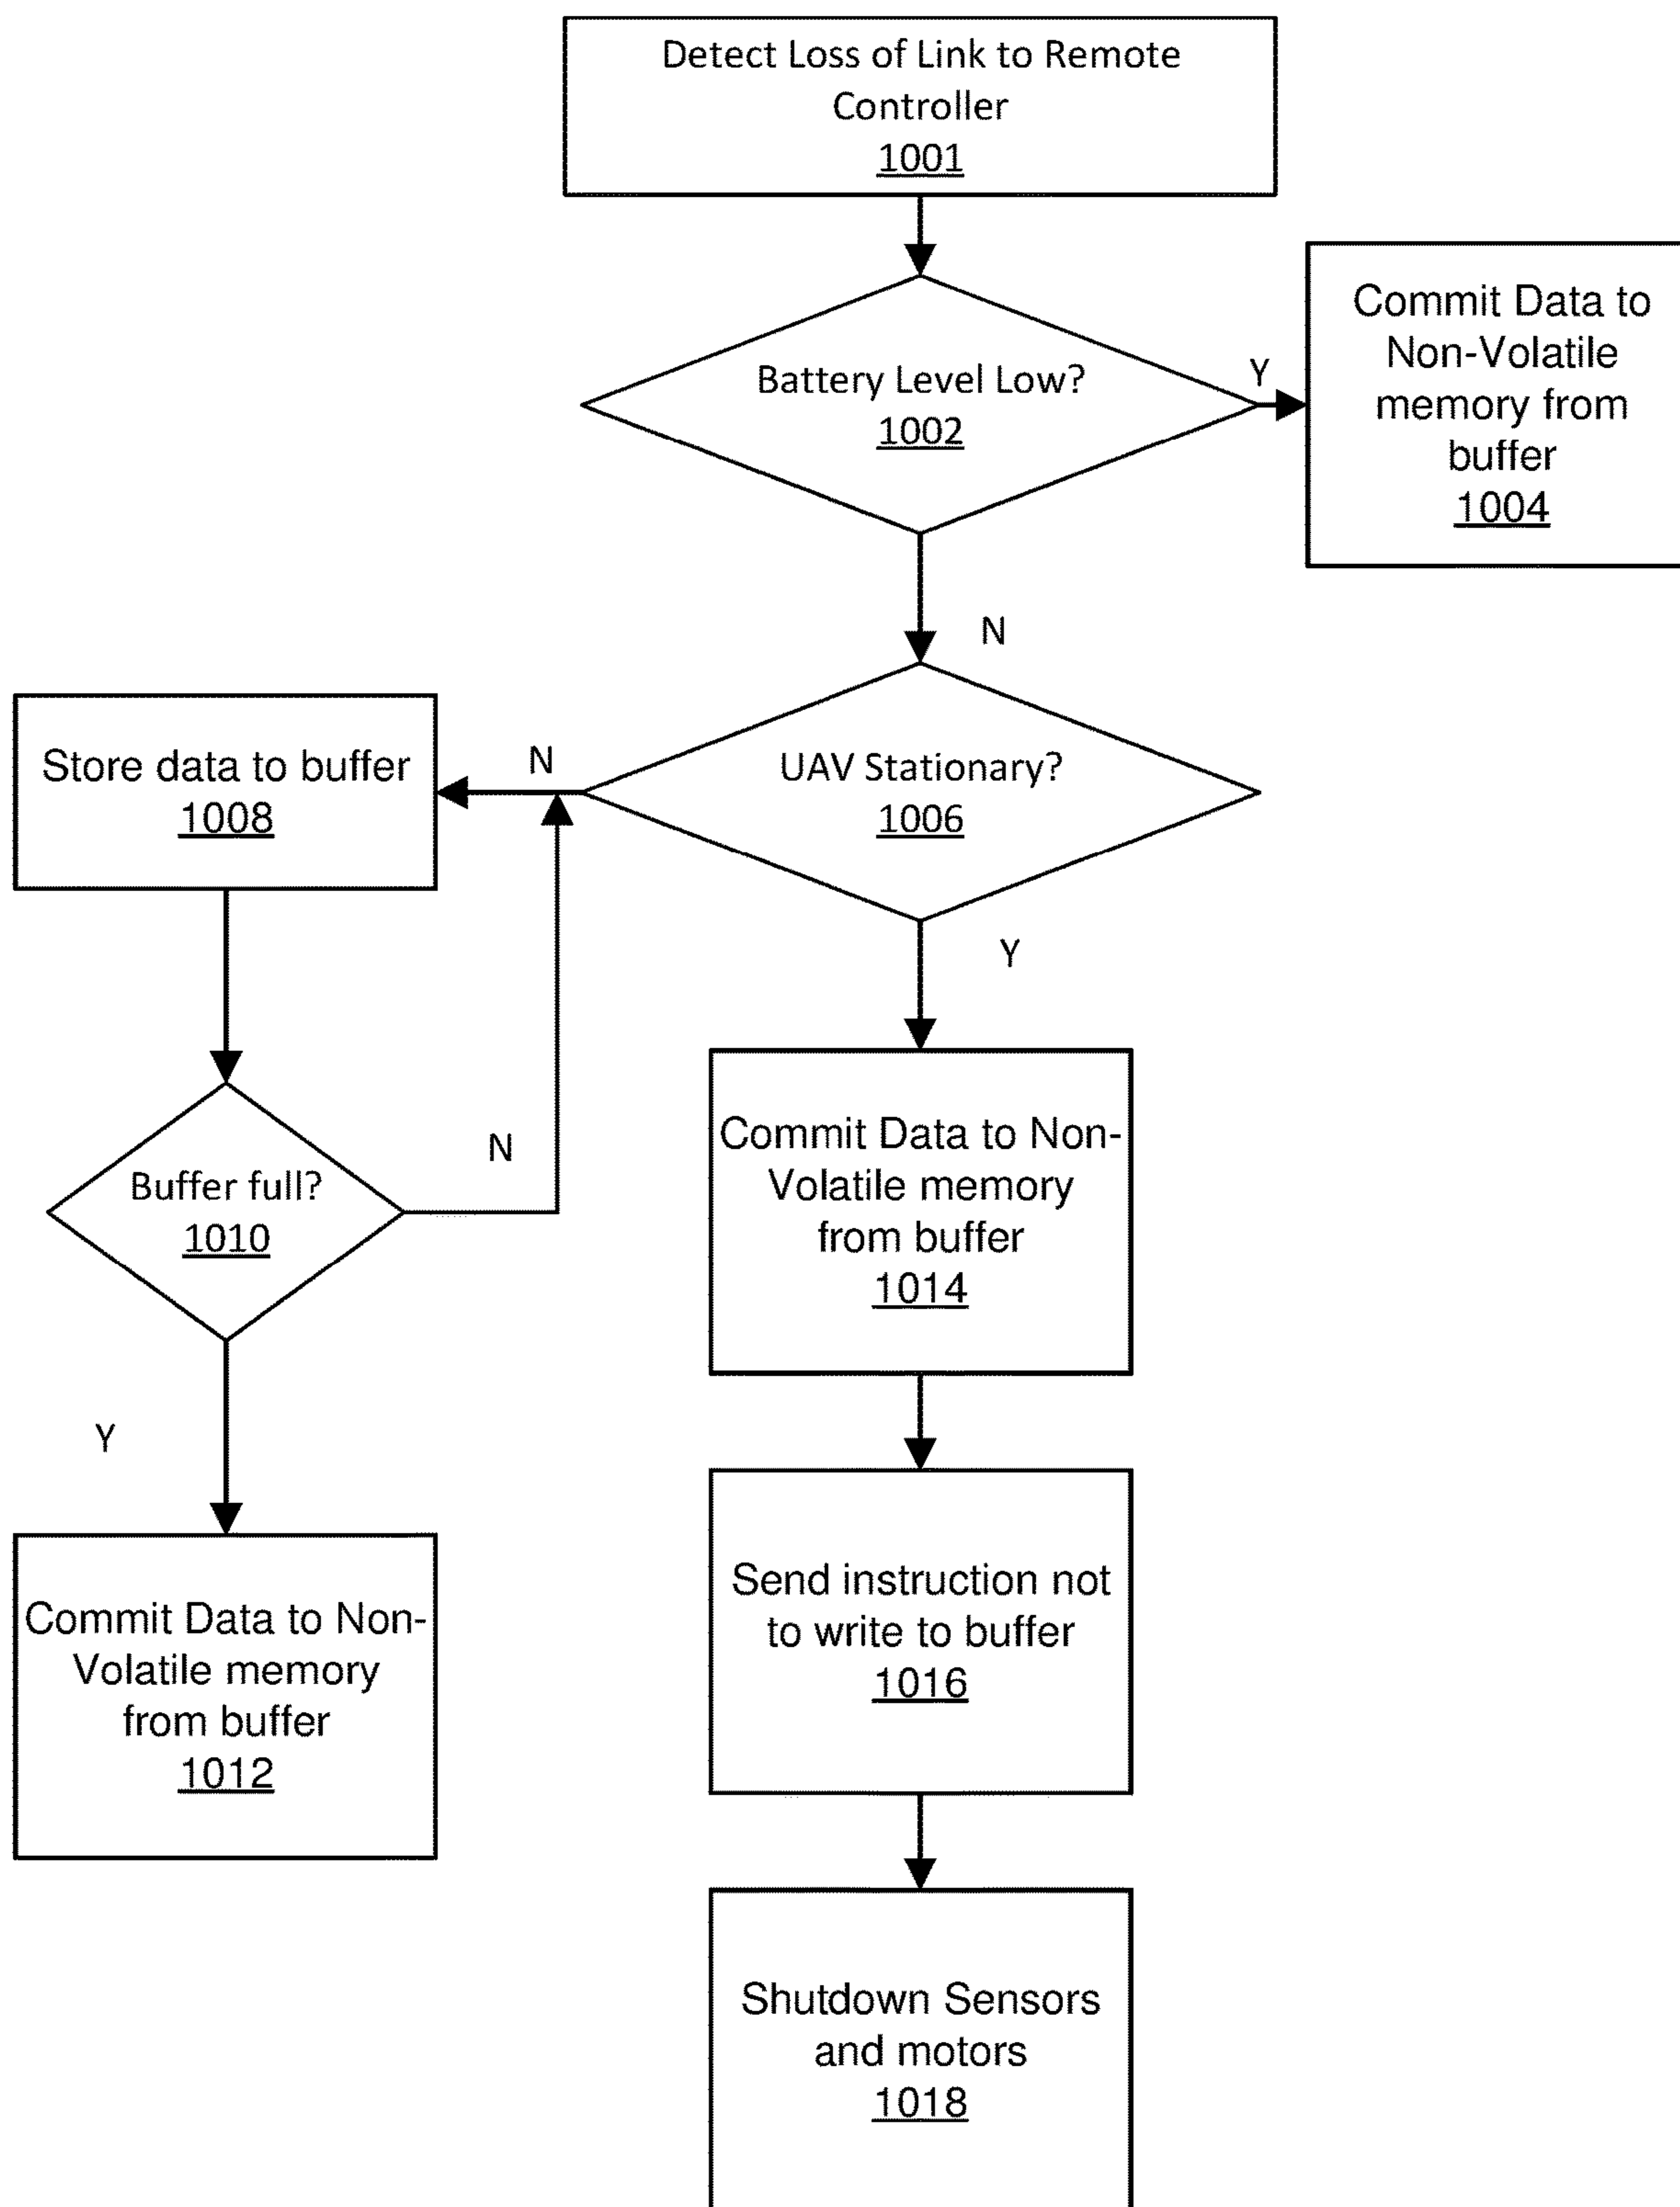 Detect Loss of Link to Remote
Controller
1001
Battery Level Low?
1002
Y
Commit Data to
Non-Volatile
memory from
buffer
1004
N
UAV Stationary?
1006
N
Store data to buffer
1008
Y
Buffer full?
1010
N
Y
Commit Data to Non-
Volatile memory
from buffer
1012
Commit Data to Non-
Volatile memory
from buffer
1014
Send instruction not
to write to buffer
1016
Shutdown Sensors
and motors
1018